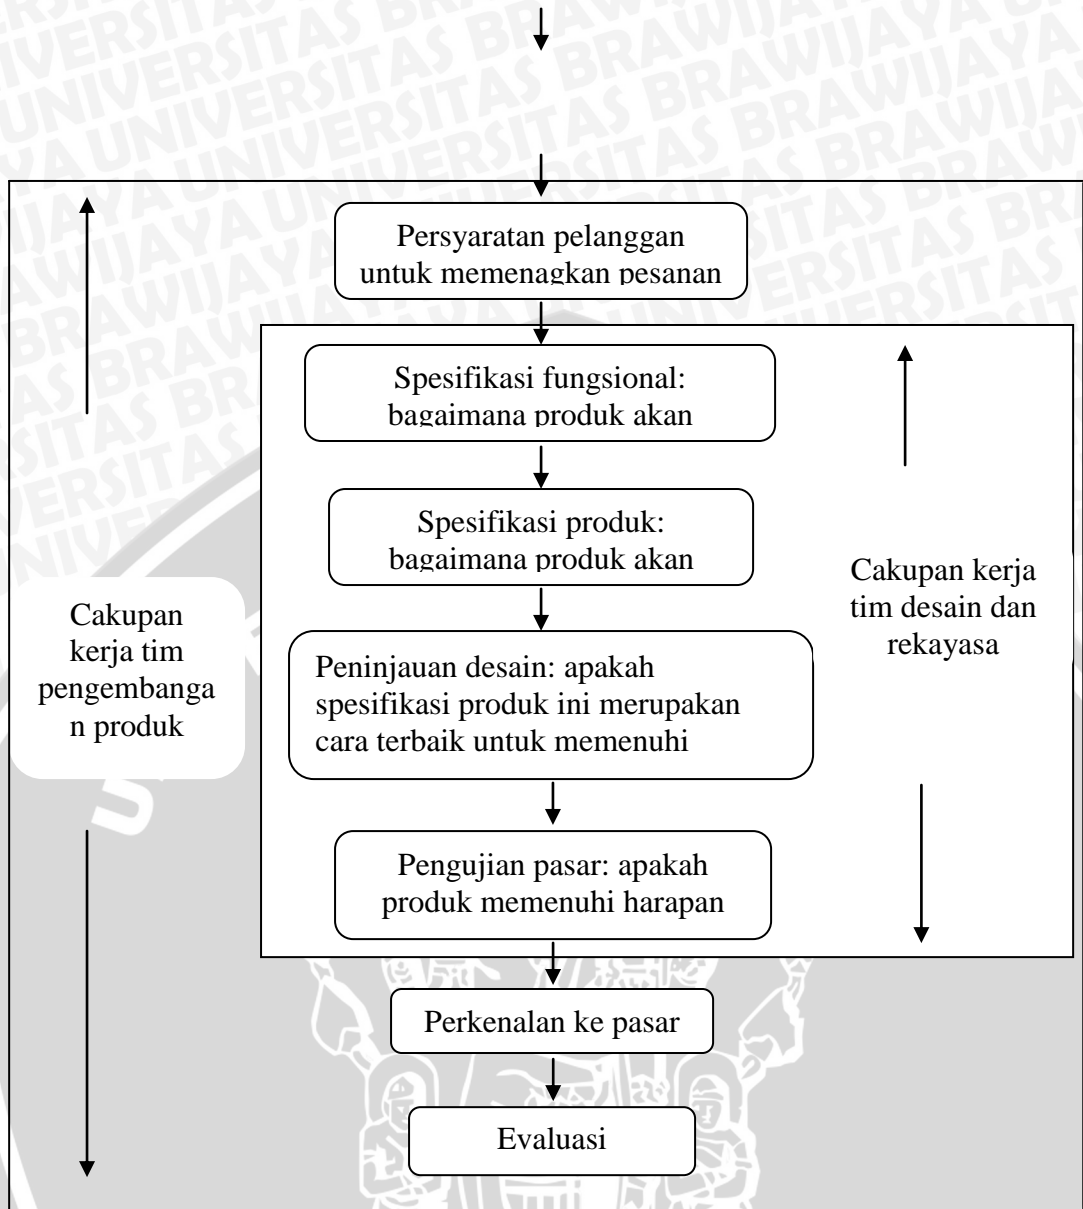 UNIVERSITAS BRAWIJAYA
Persyaratan pelanggan
untuk memenagkan pesanan
Spesifikasi fungsional:
bagaimana produk akan
Spesifikasi produk:
bagaimana produk akan
Cakupan kerja
tim desain dan
rekayasa
Cakupan
kerja tim
pengembanga
n produk
Peninjauan desain: apakah
spesifikasi produk ini merupakan
cara terbaik untuk memenuhi
Pengujian pasar: apakah
produk memenuhi harapan
Perkenalan ke pasar
Evaluasi